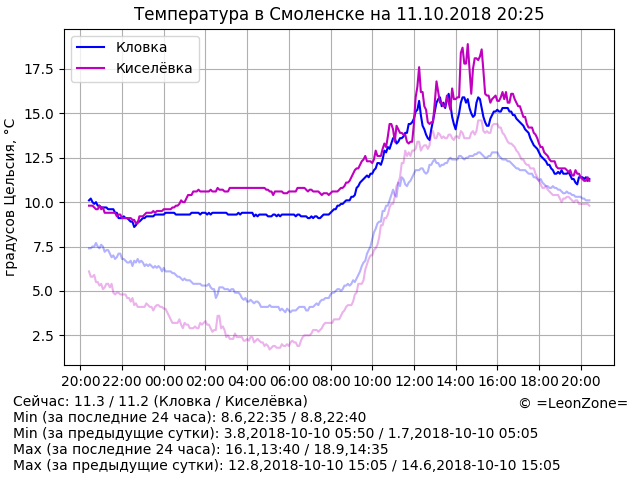 Температура в Смоленске на 11.10.2018 20:25
Кловка
Киселёвка
градусов Цельсия, °C
17.5
15.0
12.5
10.0
7.5
5.0
2.5
20:00 22:00 00:00 02:00 04:00 06:00 08:00 10:00 12:00 14:00 16:00 18:00 20:00
Сейчас: 11.3 / 11.2 (Кловка / Киселёвка)
© =LeonZone=
Min (за последние 24 часа): 8.6,22:35 / 8.8,22:40
Min (за предыдущие сутки): 3.8,2018-10-10 05:50 / 1.7,2018-10-10 05:05
Max (за последние 24 часа): 16.1,13:40 / 18.9,14:35
Max (за предыдущие сутки): 12.8,2018-10-10 15:05 / 14.6,2018-10-10 15:05